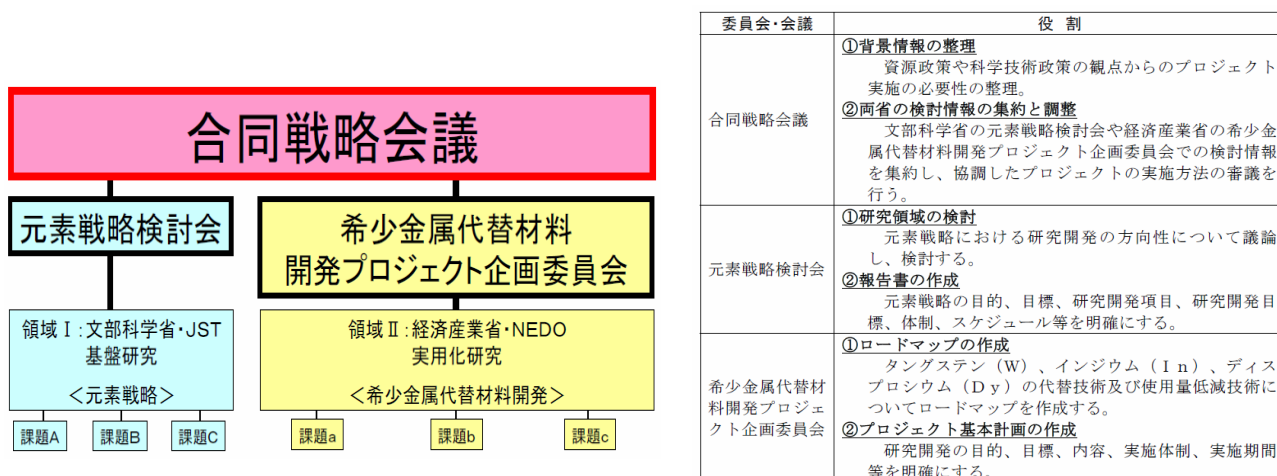 合同戦略会議
元素戦略検討会
希少金属代替材料
開発プロジェクト企画委員会
領域Ⅰ:文部科学省・JST
基盤研究
<元素戦略>
領域Ⅱ:経済産業省・NEDO
実用化研究
<希少金属代替材料開発>
課題A
課題B
課題C
課題a
課題b
課題c
委員会・会議
役 割
合同戦略会議
①背景情報の整理
資源政策や科学技術政策の観点からのプロジェクト
実施の必要性の整理。
②両省の検討情報の集約と調整
文部科学省の元素戦略検討会や経済産業省の希少金
属代替材料開発プロジェクト企画委員会での検討情報
を集約し、協調したプロジェクトの実施方法の審議を
行う。
元素戦略検討会
①研究領域の検討
元素戦略における研究開発の方向性について議論
し、検討する。
②報告書の作成
元素戦略の目的、目標、研究開発項目、研究開発目
標、体制、スケジュール等を明確にする。
希少金属代替材
料開発プロジェ
クト企画委員会
①ロードマップの作成
タングステン(W)、インジウム(In)、ディス
プロシウム(Dy)の代替技術及び使用量低減技術に
ついてロードマップを作成する。
②プロジェクト基本計画の作成
研究開発の目的、目標、内容、実施体制、実施期間
等を明確にする。